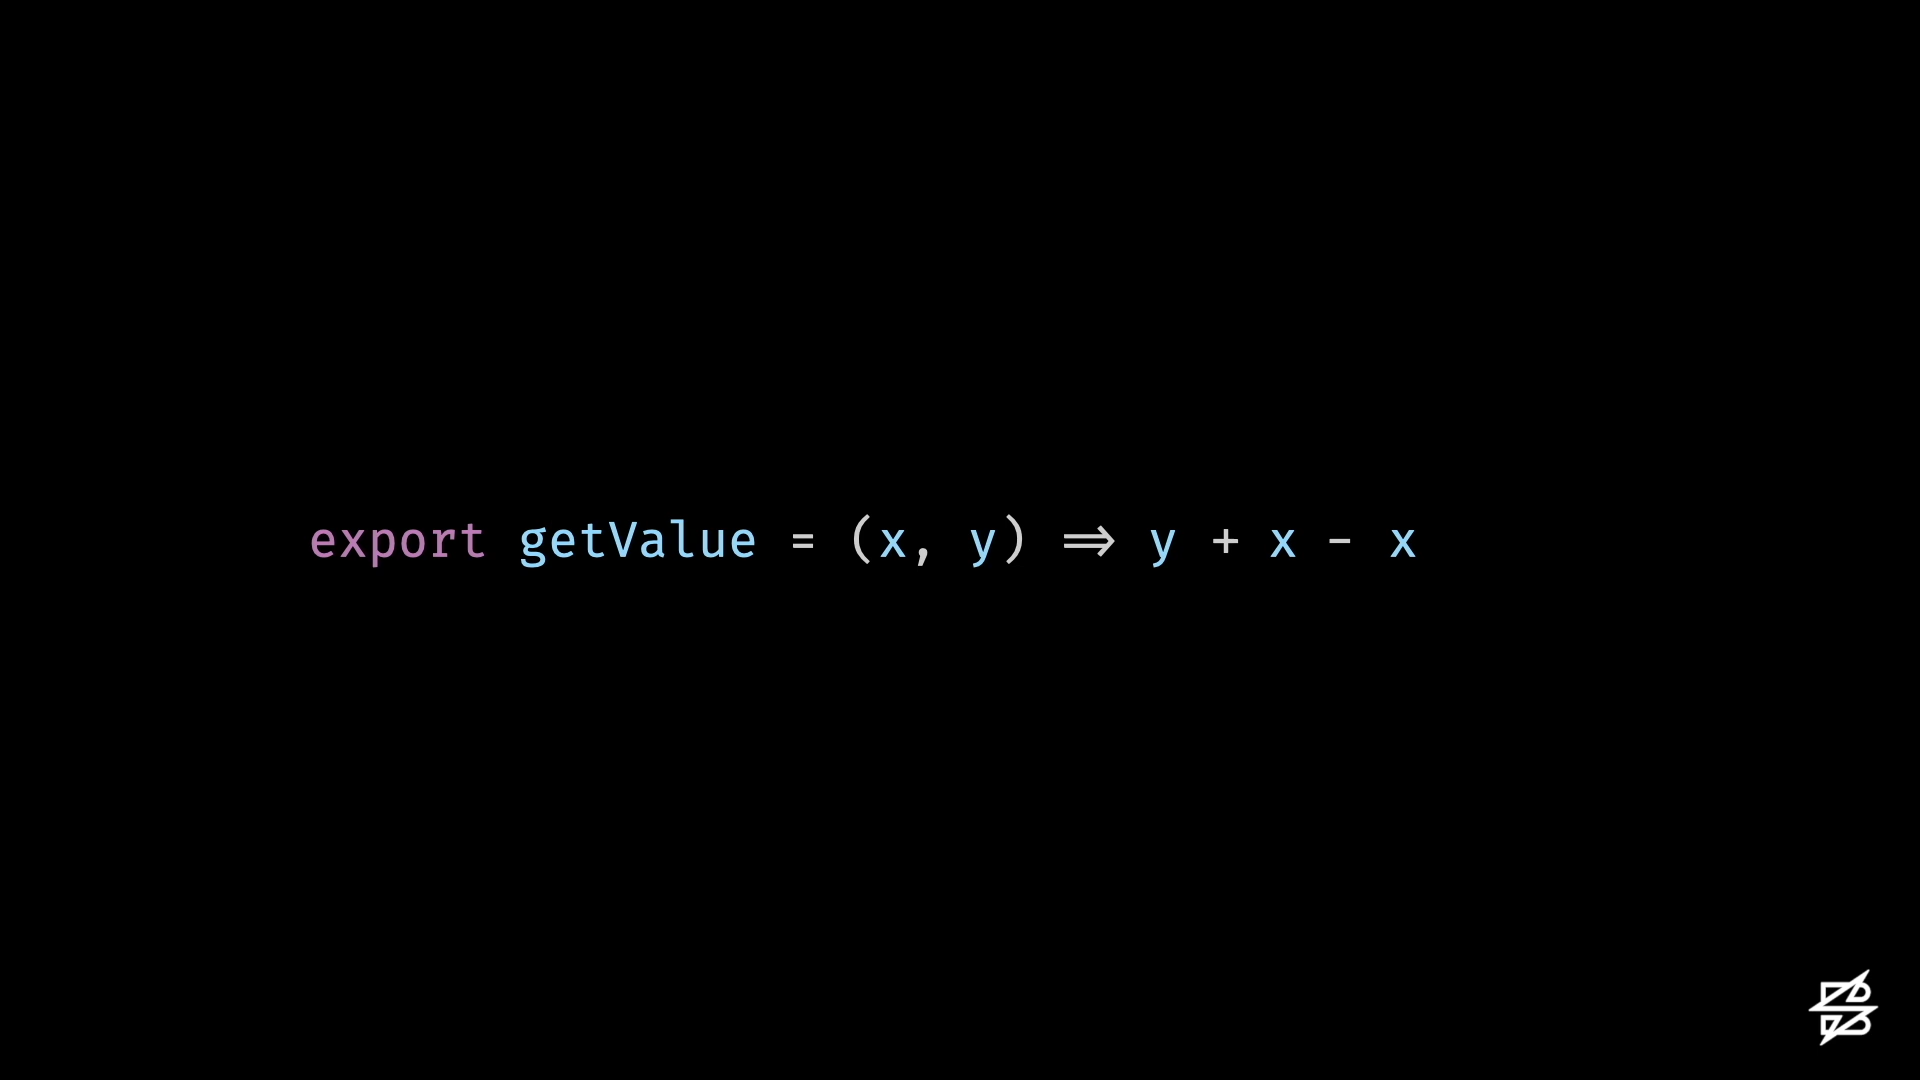 export getValue = (x, y) => y + x - x